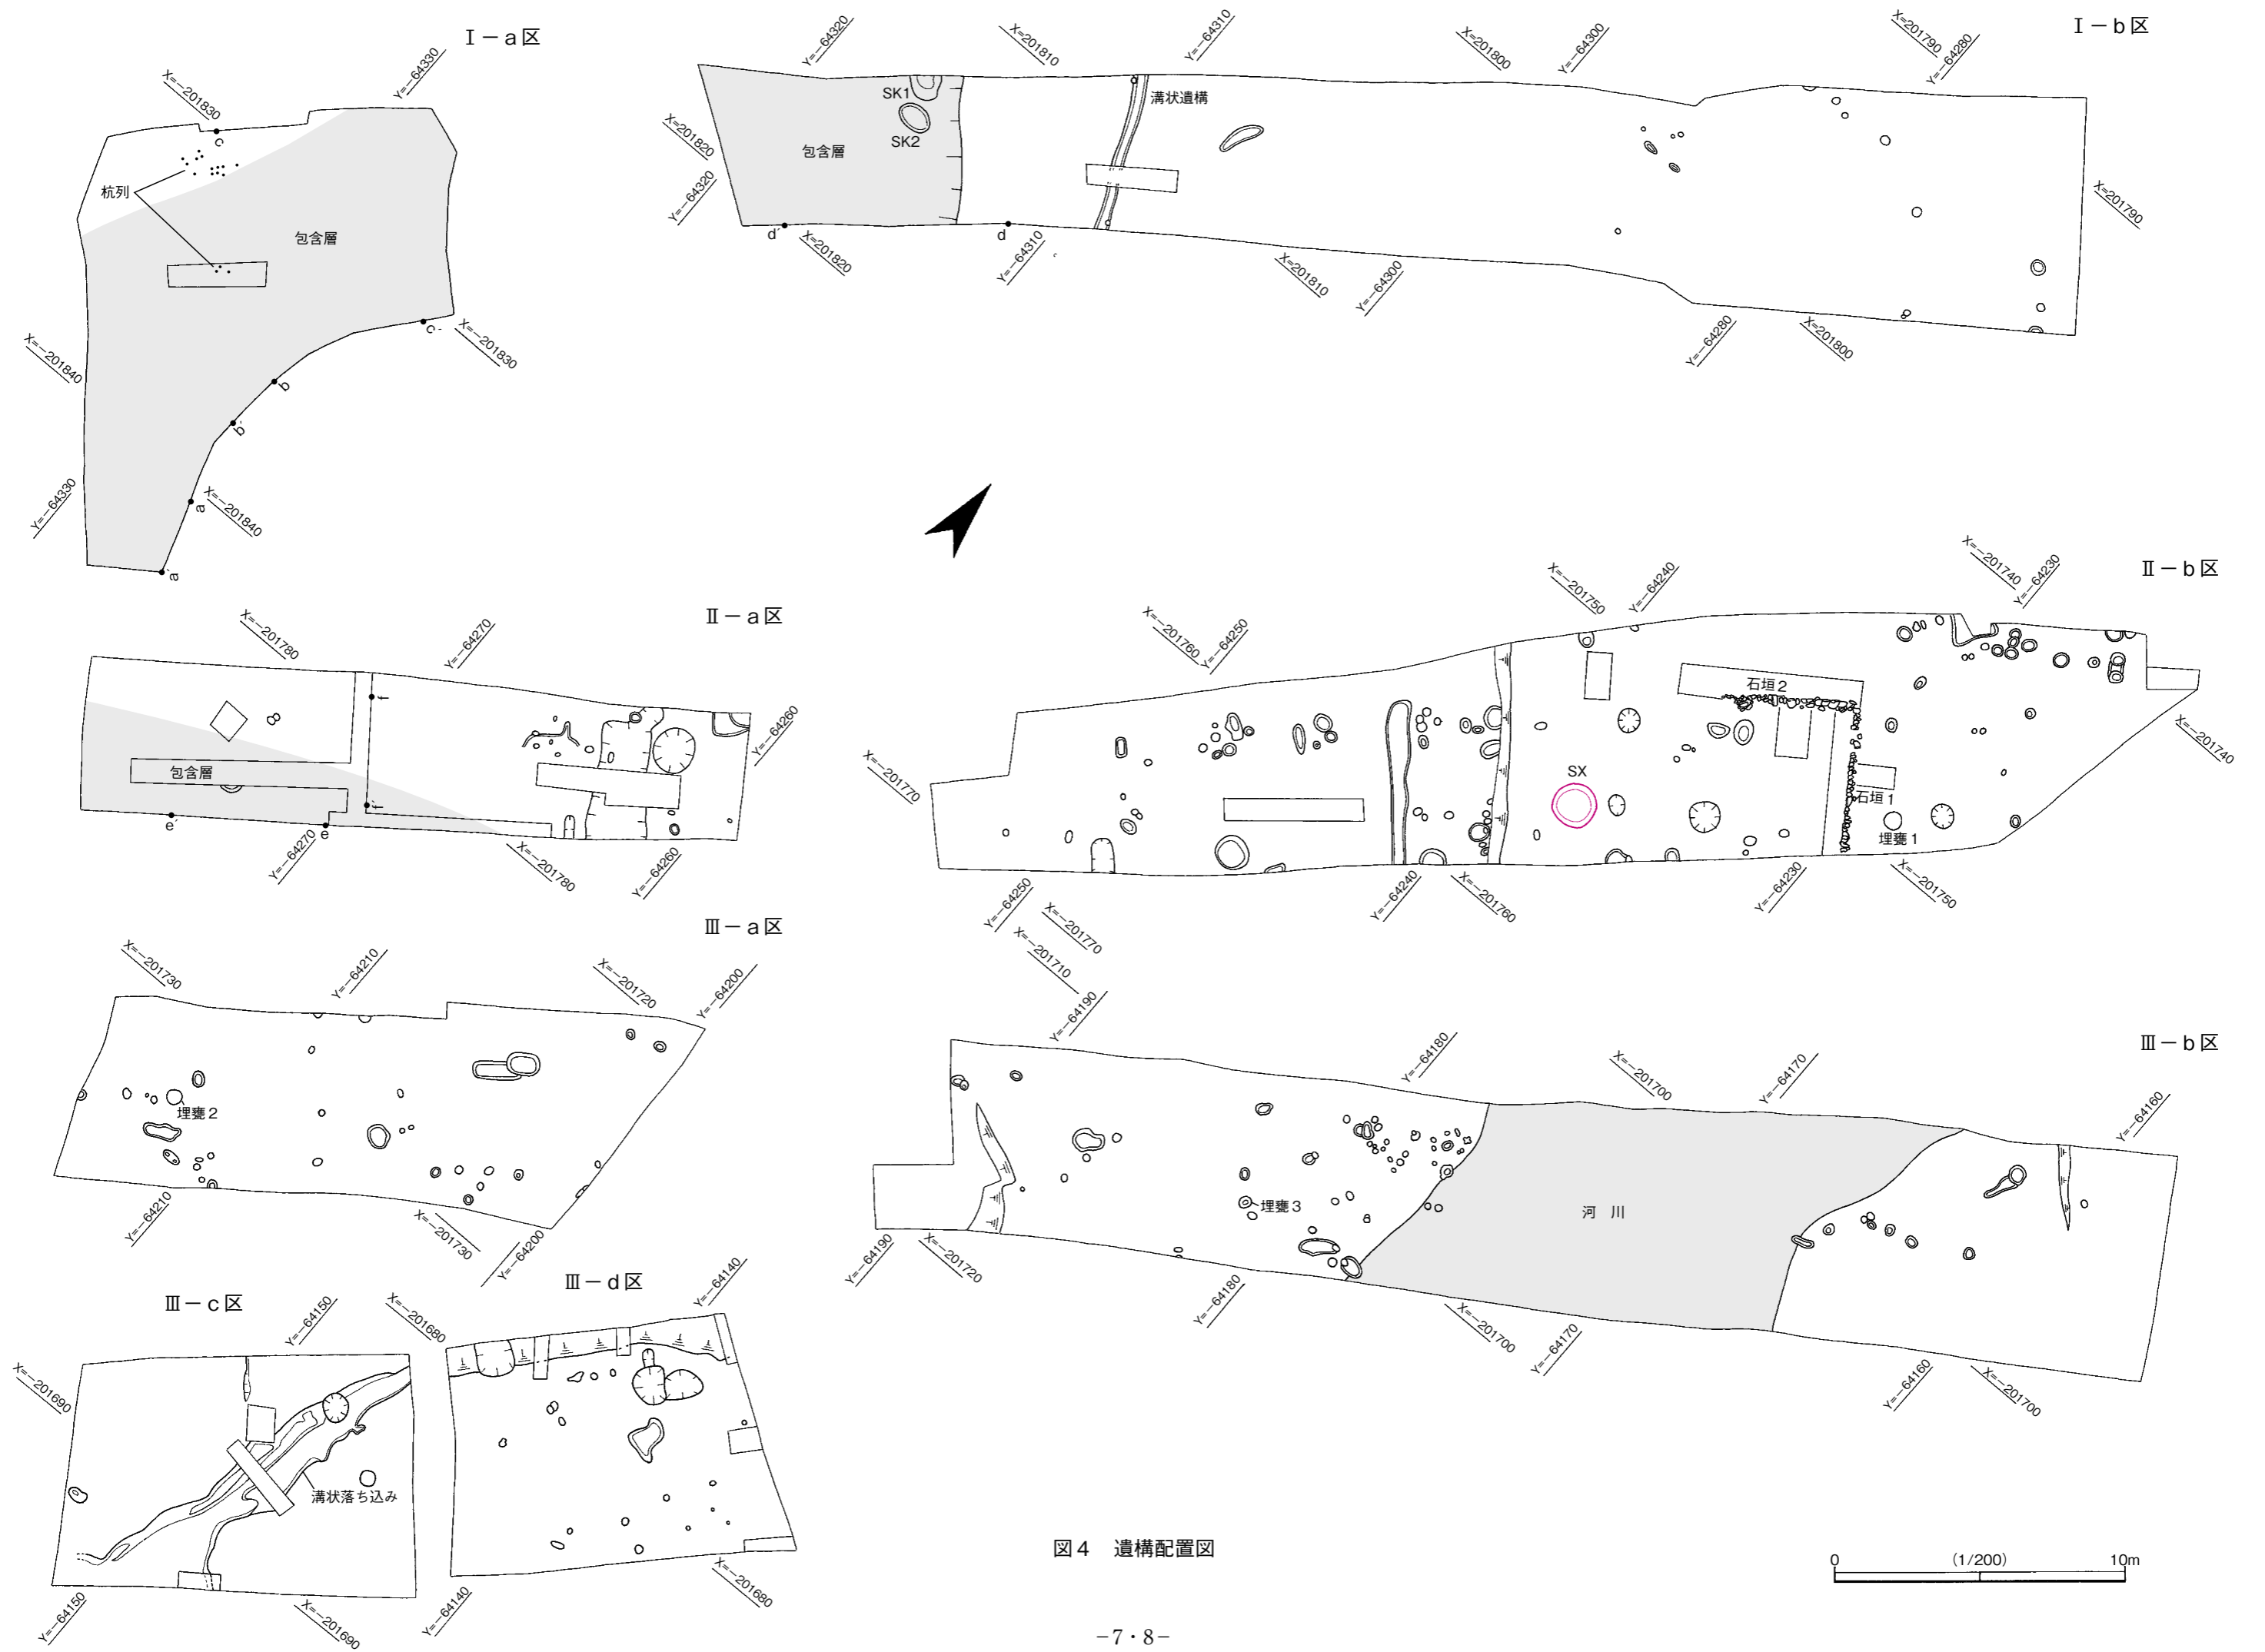 Ⅰ－a区
X=－201830
Y=－64330
c
杭列
包含層
c´
X=－201830
b
b´
X=－201840
Y=－64330
a
X=－201840
a´
Ⅰ－b区
Y=－64320
X=201810
Y=－64310
X=201800
Y=－64300
X=201790
Y=－64280
SK1
SK2
溝状遺構
包含層
X=201820
Y=－64320
X=201790
d´
d
X=201820
Y=－64310
X=201810
Y=－64300
Y=－64280
X=201800
Ⅱ－a区
X=－201780
Y=－64270
f
包含層
f´
Y=－64260
e´
e
Y=－64270
X=－201780
Y=－64260
Ⅱ－b区
X=－201760
Y=－64250
X=－201750
Y=－64240
X=－201740
Y=－64230
石垣2
SX
石垣1
埋甕1
X=－201770
X=－201740
Y=－64250
X=－201770
Y=－64240
X=－201760
Y=－64230
X=－201750
Ⅲ－a区
X=－201730
Y=－64210
X=－201720
Y=－64200
埋甕2
Y=－64210
X=－201730
Y=－64200
Ⅲ－b区
X=－201710
Y=－64190
Y=－64180
X=－201700
Y=－64170
Y=－64160
埋甕3
河　川
Y=－64190
X=－201720
Y=－64180
X=－201700
Y=－64170
Y=－64160
X=－201700
Ⅲ－c区
Y=－64150
X=－201690
溝状落ち込み
Y=－64150
X=－201690
Ⅲ－d区
X=－201680
Y=－64140
Y=－64140
X=－201680
図4　遺構配置図
0　(1/200)　10m
－7・8－